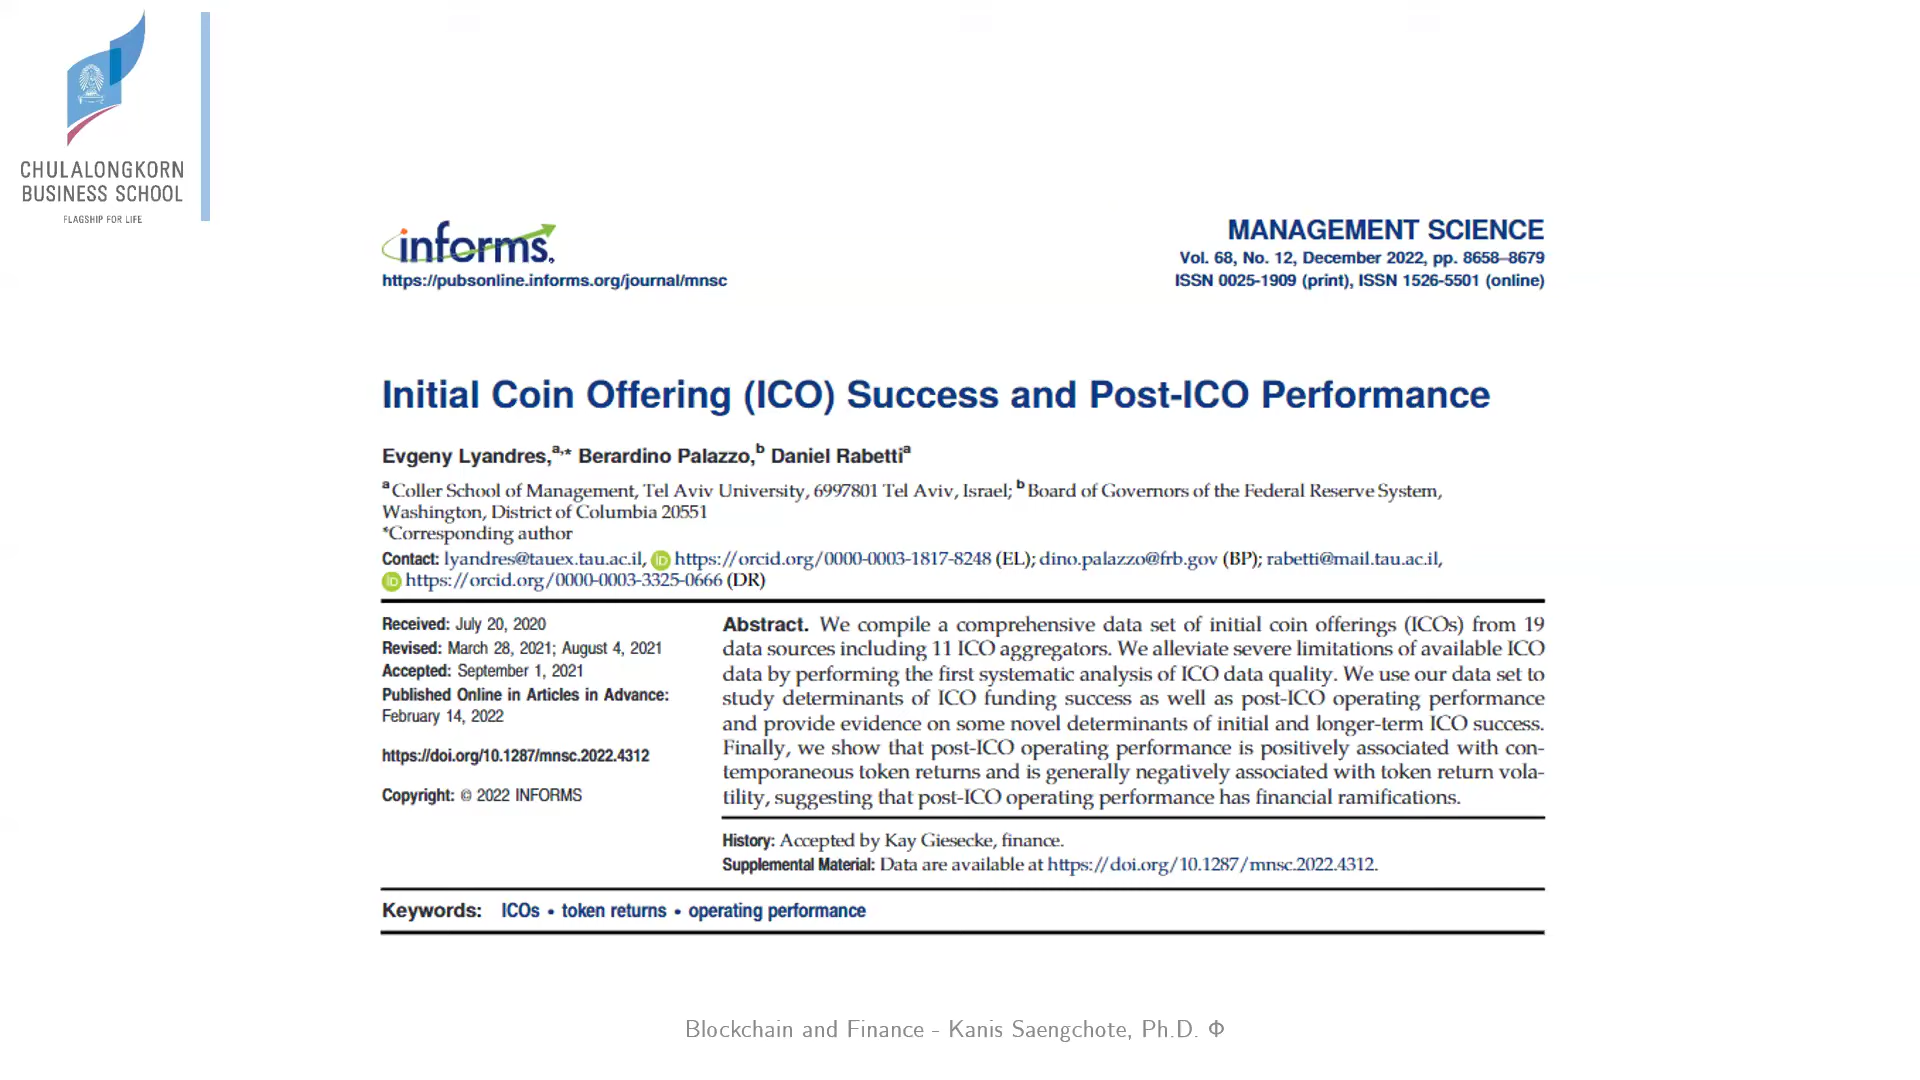 CHULALONGKORN
BUSINESS SCHOOL
FLAGSHIP FOR LIFE
informs.
https://pubsonline.informs.org/journal/mnsc
MANAGEMENT SCIENCE
Vol. 68, No. 12, December 2022, pp. 8658–8679
ISSN 0025-1909 (print), ISSN 1526-5501 (online)
Initial Coin Offering (ICO) Success and Post-ICO Performance
Evgeny Lyandres,a,* Berardino Palazzo,b Daniel Rabettia
a Coller School of Management, Tel Aviv University, 6997801 Tel Aviv, Israel; b Board of Governors of the Federal Reserve System,
Washington, District of Columbia 20551
*Corresponding author
Contact: lyandres@tauex.tau.ac.il, iD https://orcid.org/0000-0003-1817-8248 (EL); dino.palazzo@frb.gov (BP); rabetti@mail.tau.ac.il,
iD https://orcid.org/0000-0003-3325-0666 (DR)
Received: July 20, 2020
Revised: March 28, 2021; August 4, 2021
Accepted: September 1, 2021
Published Online in Articles in Advance:
February 14, 2022
https://doi.org/10.1287/mnsc.2022.4312
Copyright: © 2022 INFORMS
Abstract. We compile a comprehensive data set of initial coin offerings (ICOs) from 19
data sources including 11 ICO aggregators. We alleviate severe limitations of available ICO
data by performing the first systematic analysis of ICO data quality. We use our data set to
study determinants of ICO funding success as well as post-ICO operating performance
and provide evidence on some novel determinants of initial and longer-term ICO success.
Finally, we show that post-ICO operating performance is positively associated with con-
temporaneous token returns and is generally negatively associated with token return vola-
tility, suggesting that post-ICO operating performance has financial ramifications.
History: Accepted by Kay Giesecke, finance.
Supplemental Material: Data are available at https://doi.org/10.1287/mnsc.2022.4312.
Keywords: ICOs • token returns • operating performance
Blockchain and Finance - Kanis Saengchote, Ph.D. Φ